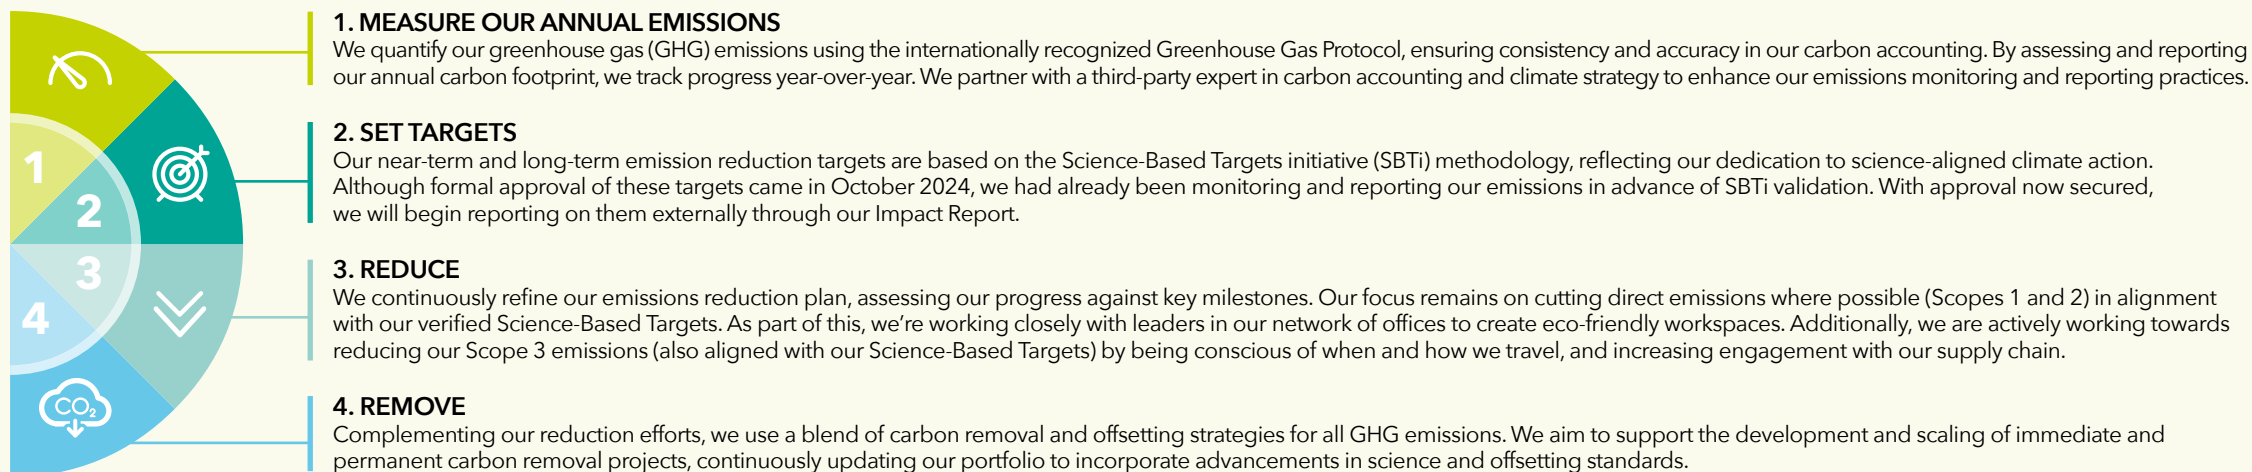 1. MEASURE OUR ANNUAL EMISSIONS
We quantify our greenhouse gas (GHG) emissions using the internationally recognized Greenhouse Gas Protocol, ensuring consistency and accuracy in our carbon accounting. By assessing and reporting
our annual carbon footprint, we track progress year-over-year. We partner with a third-party expert in carbon accounting and climate strategy to enhance our emissions monitoring and reporting practices.
1
2. SET TARGETS
Our near-term and long-term emission reduction targets are based on the Science-Based Targets initiative (SBTi) methodology, reflecting our dedication to science-aligned climate action.
Although formal approval of these targets came in October 2024, we had already been monitoring and reporting our emissions in advance of SBTi validation. With approval now secured,
we will begin reporting on them externally through our Impact Report.
2
3. REDUCE
We continuously refine our emissions reduction plan, assessing our progress against key milestones. Our focus remains on cutting direct emissions where possible (Scopes 1 and 2) in alignment
with our verified Science-Based Targets. As part of this, we're working closely with leaders in our network of offices to create eco-friendly workspaces. Additionally, we are actively working towards
reducing our Scope 3 emissions (also aligned with our Science-Based Targets) by being conscious of when and how we travel, and increasing engagement with our supply chain.
3
4
4. REMOVE
Complementing our reduction efforts, we use a blend of carbon removal and offsetting strategies for all GHG emissions. We aim to support the development and scaling of immediate and
permanent carbon removal projects, continuously updating our portfolio to incorporate advancements in science and offsetting standards.
CO₂